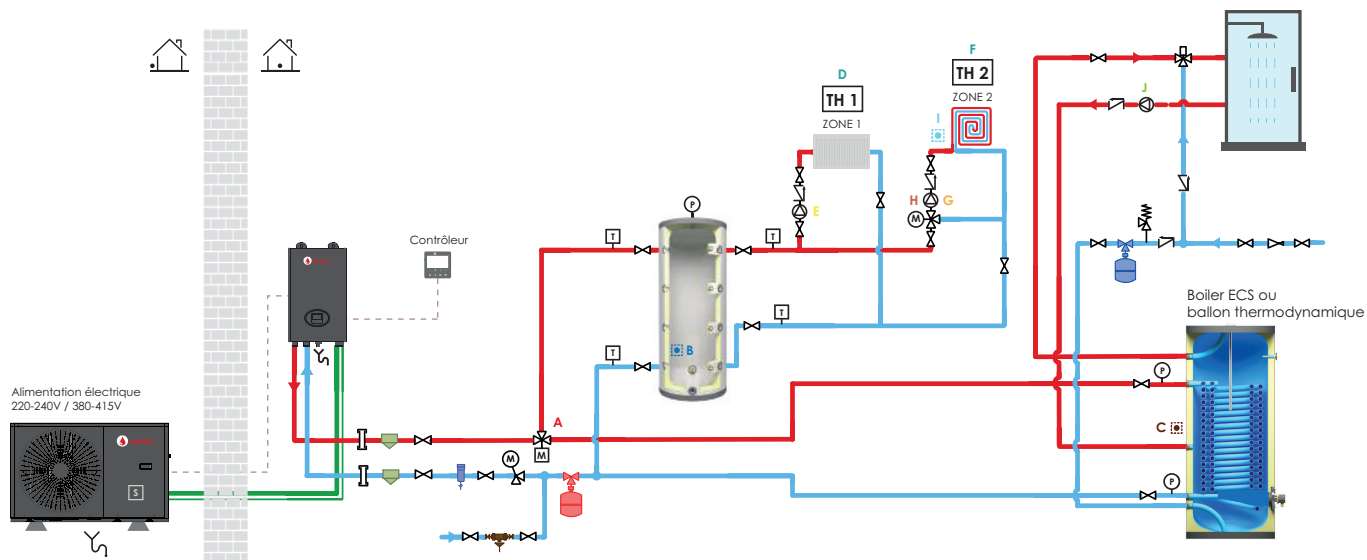 F
D
TH 2
TH 1
J
ZONE 2
ZONE 1
I
P
H
G
E
M
T
T
Contrôleur
Boiler ECS ou
ballon thermodynamique
T
B
T
P
Alimentation électrique
220-240V / 380-415V
A
C
M
M
S
P